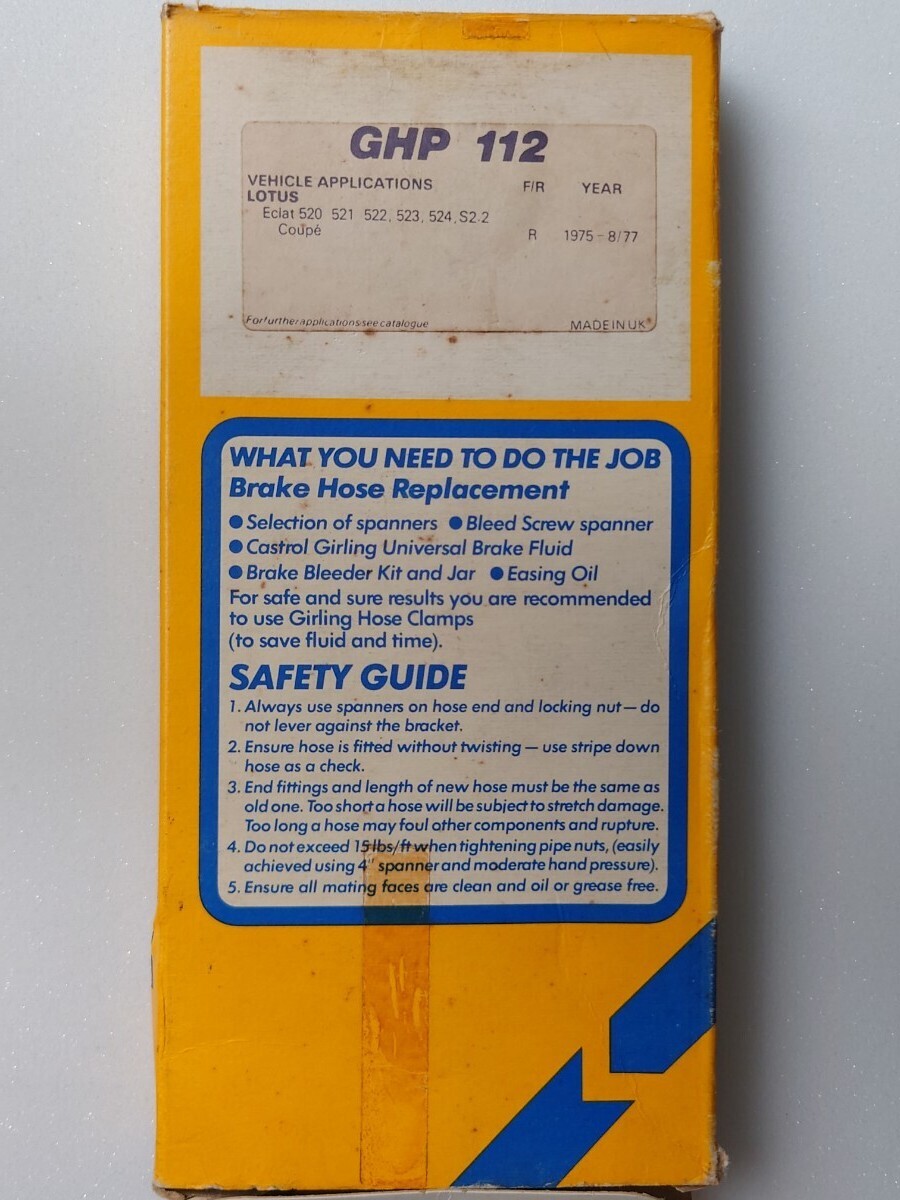 GHP 112
VEHICLE APPLICATIONS F/R YEAR
LOTUS
Eclat 520 521 522, 523, 524, S2.2
Coupé R 1975 - 8/77
For further applications see catalogue MADE IN UK
WHAT YOU NEED TO DO THE JOB
Brake Hose Replacement
● Selection of spanners ● Bleed Screw spanner
● Castrol Girling Universal Brake Fluid
● Brake Bleeder Kit and Jar ● Easing Oil
For safe and sure results you are recommended
to use Girling Hose Clamps
(to save fluid and time).
SAFETY GUIDE
1. Always use spanners on hose end and locking nut — do
not lever against the bracket.
2. Ensure hose is fitted without twisting — use stripe down
hose as a check.
3. End fittings and length of new hose must be the same as
old one. Too short a hose will be subject to stretch damage.
Too long a hose may foul other components and rupture.
4. Do not exceed 15 lbs/ft when tightening pipe nuts, (easily
achieved using 4" spanner and moderate hand pressure).
5. Ensure all mating faces are clean and oil or grease free.